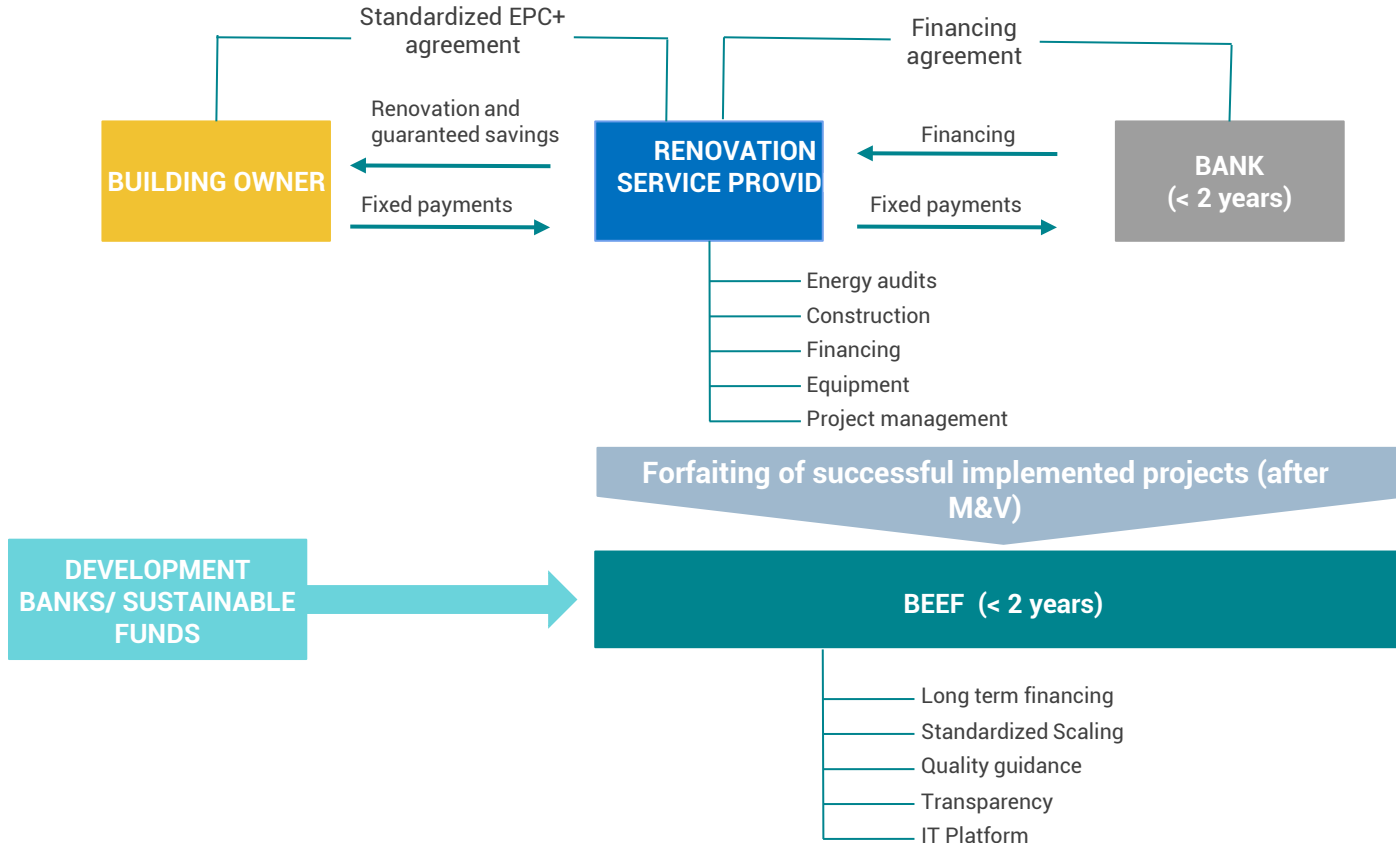 Standardized EPC+
agreement
Financing
agreement
Renovation and
guaranteed savings
Financing
BUILDING OWNER
RENOVATION
SERVICE PROVID
BANK
(< 2 years)
Fixed payments
Fixed payments
Energy audits
Construction
Financing
Equipment
Project management
Forfaiting of successful implemented projects (after
M&V)
DEVELOPMENT
BANKS/ SUSTAINABLE
FUNDS
BEEF (< 2 years)
Long term financing
Standardized Scaling
Quality guidance
Transparency
IT Platform